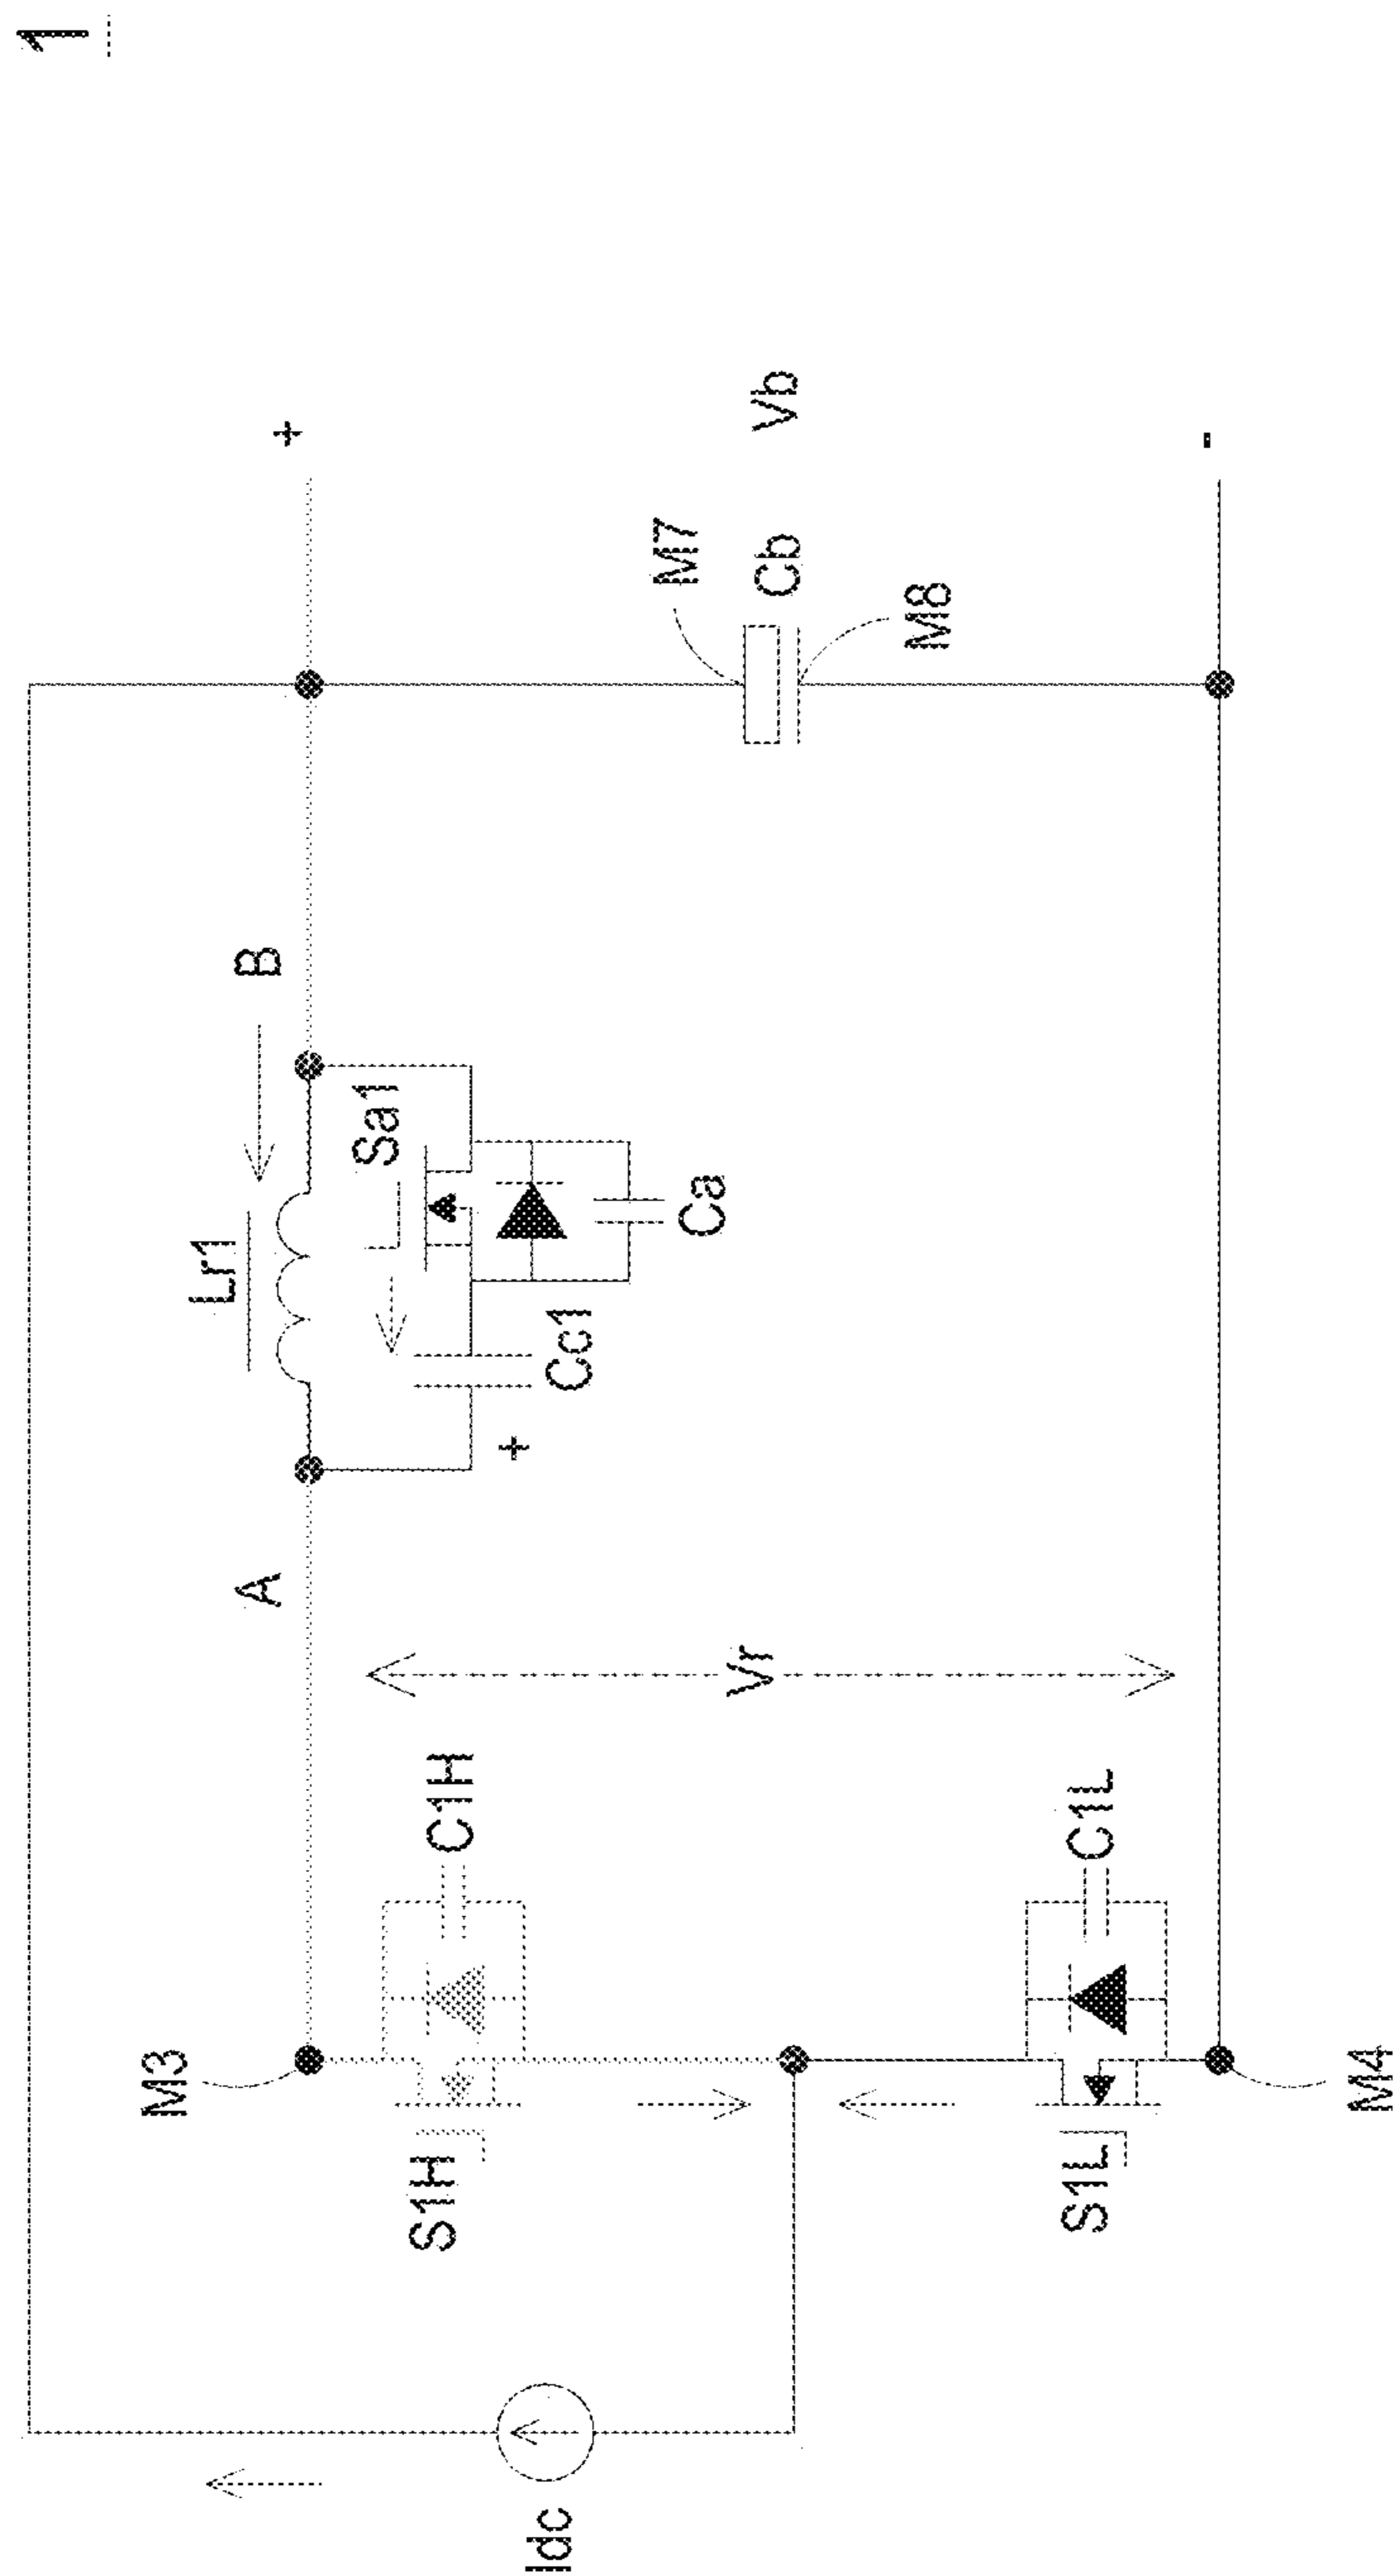 1
Lr1
B
A
+
Sa1
Cc1
+
Ca
M3
S1H
C1H
Vr
M7
Cb
Vb
M8
Idc
S1L
C1L
M4
-